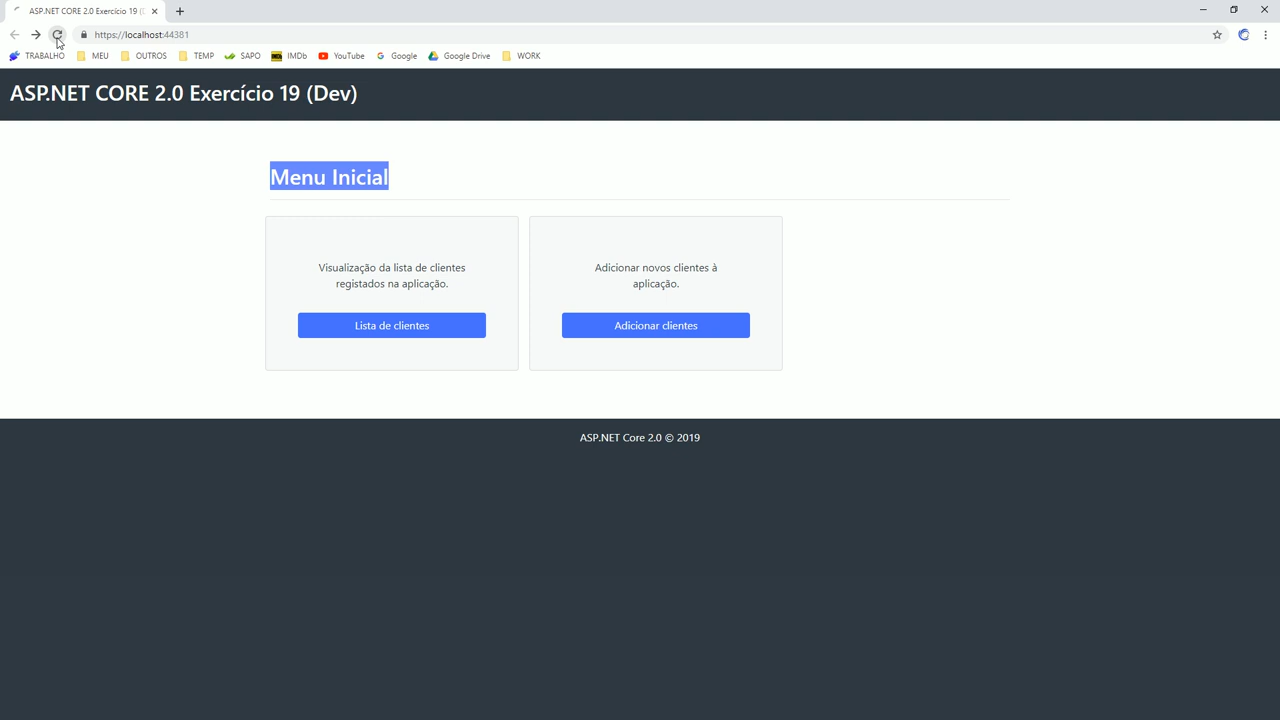 ASP.NET CORE 2.0 Exercício 19 (D
https://localhost:44381
TRABALHO MEU OUTROS TEMP SAPO IMDb YouTube Google Google Drive WORK
ASP.NET CORE 2.0 Exercício 19 (Dev)
Menu Inicial
Visualização da lista de clientes
registados na aplicação.
Lista de clientes
Adicionar novos clientes à
aplicação.
Adicionar clientes
ASP.NET Core 2.0 © 2019